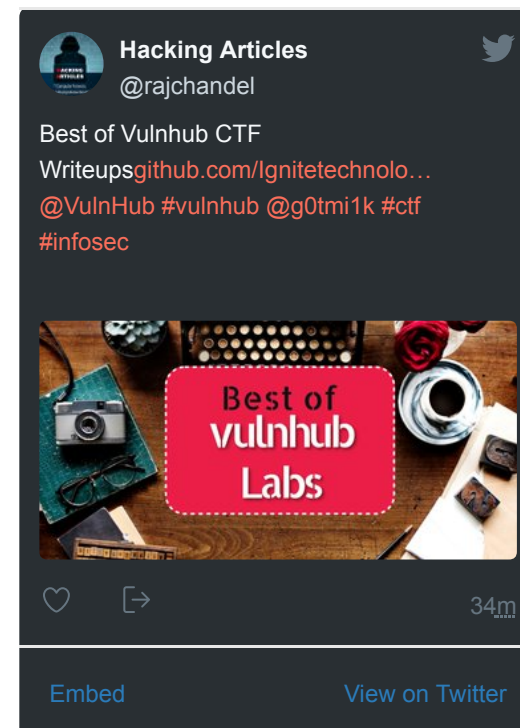 Hacking Articles
@rajchandel
Best of Vulnhub CTF
Writeupsgithub.com/Ignitetechnolo…
@VulnHub #vulnhub @g0tmi1k #ctf
#infosec
Best of
vulnhub
Labs
34m
Embed
View on Twitter